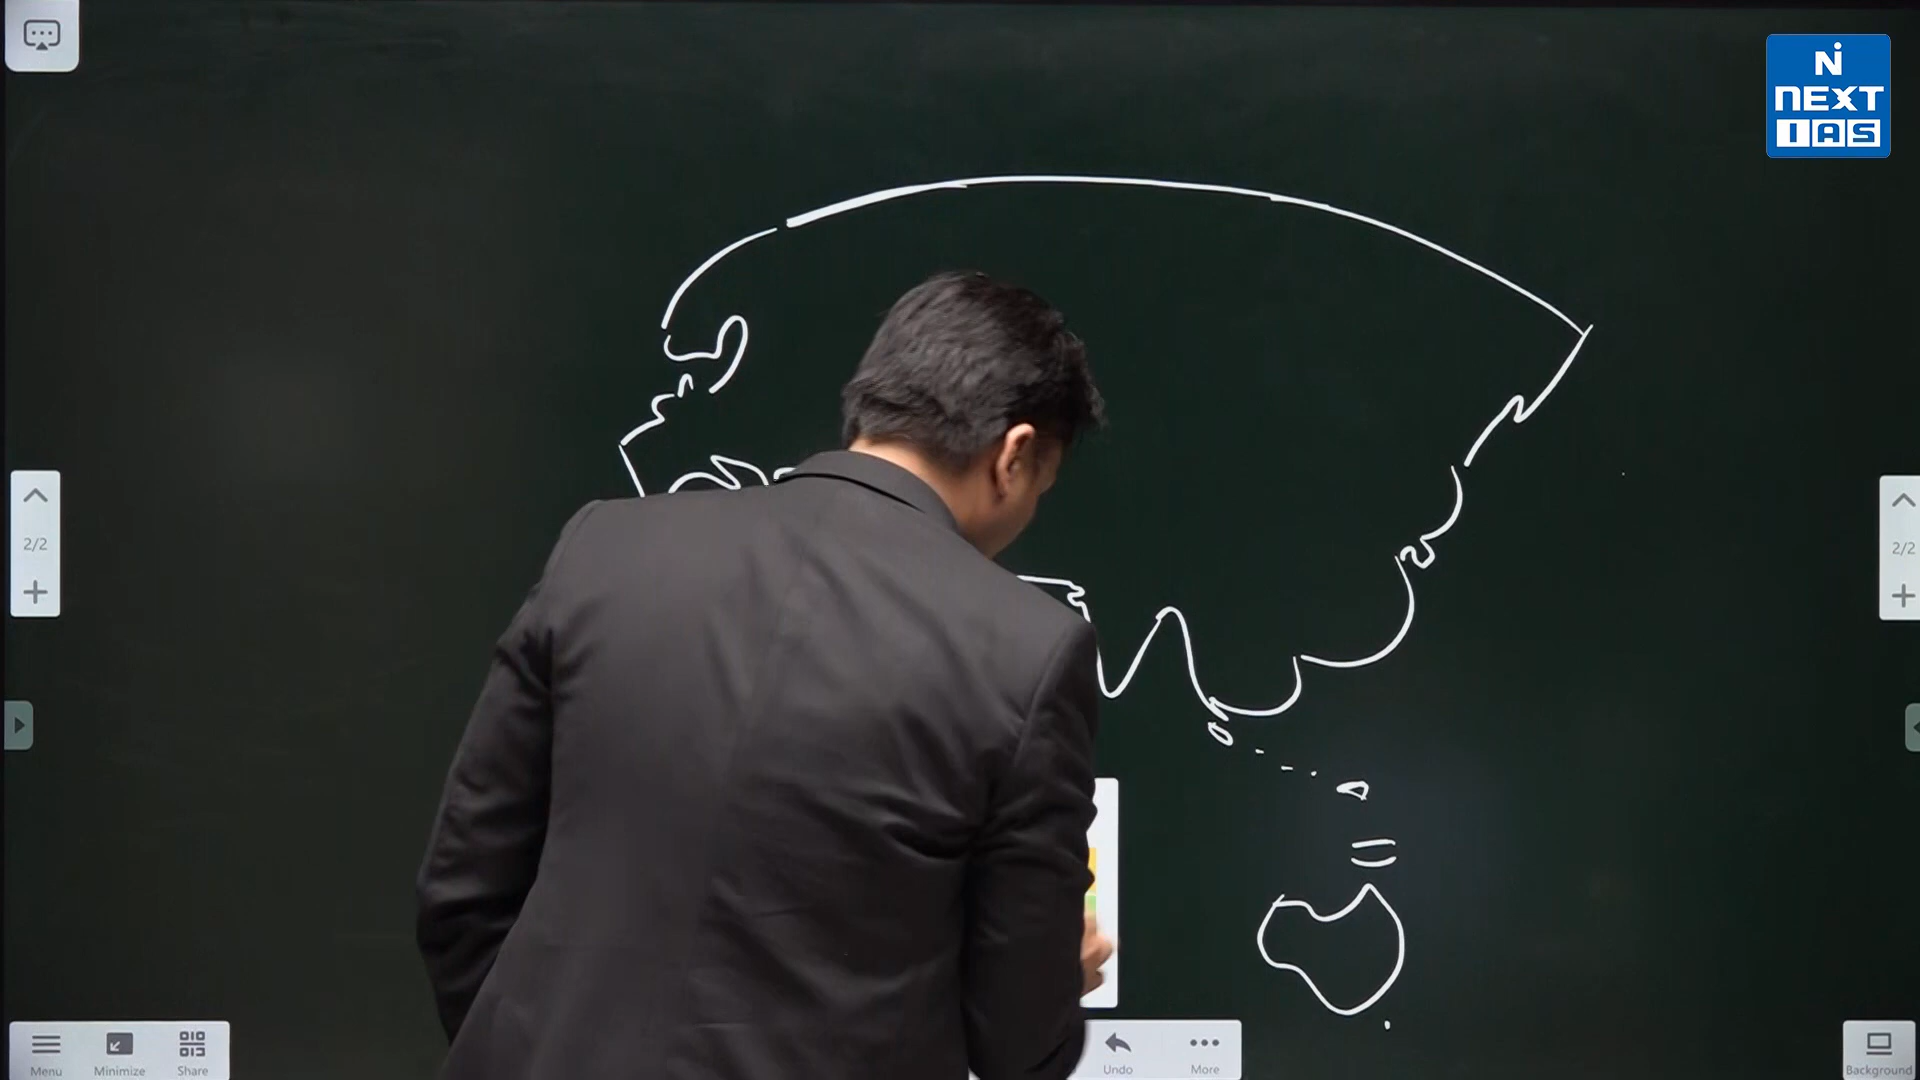 NEXT
IAS
2/2
2/2
Menu
Minimize
Share
Undo
More
Background